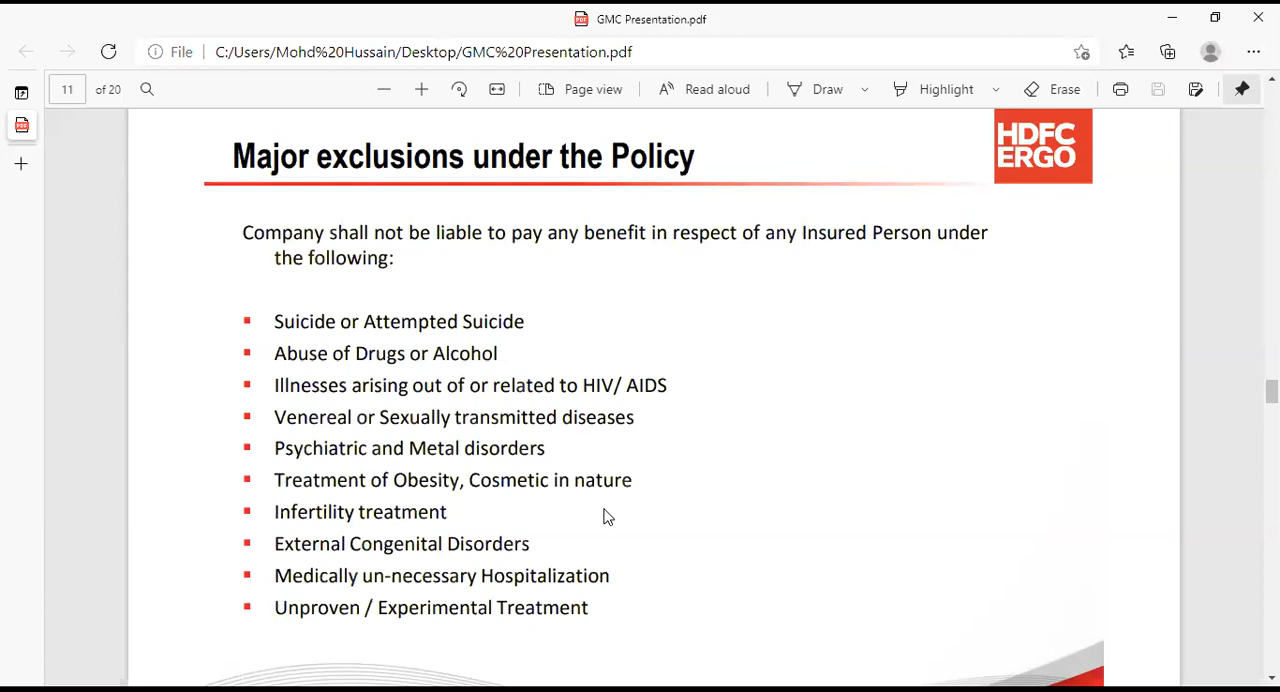 GMC Presentation.pdf
File C:/Users/Mohd%20Hussain/Desktop/GMC%20Presentation.pdf
11 of 20 Page view Read aloud Draw Highlight Erase
Major exclusions under the Policy
HDFC
ERGO
Company shall not be liable to pay any benefit in respect of any Insured Person under
the following:
Suicide or Attempted Suicide
Abuse of Drugs or Alcohol
Illnesses arising out of or related to HIV/ AIDS
Venereal or Sexually transmitted diseases
Psychiatric and Metal disorders
Treatment of Obesity, Cosmetic in nature
Infertility treatment
External Congenital Disorders
Medically un-necessary Hospitalization
Unproven / Experimental Treatment